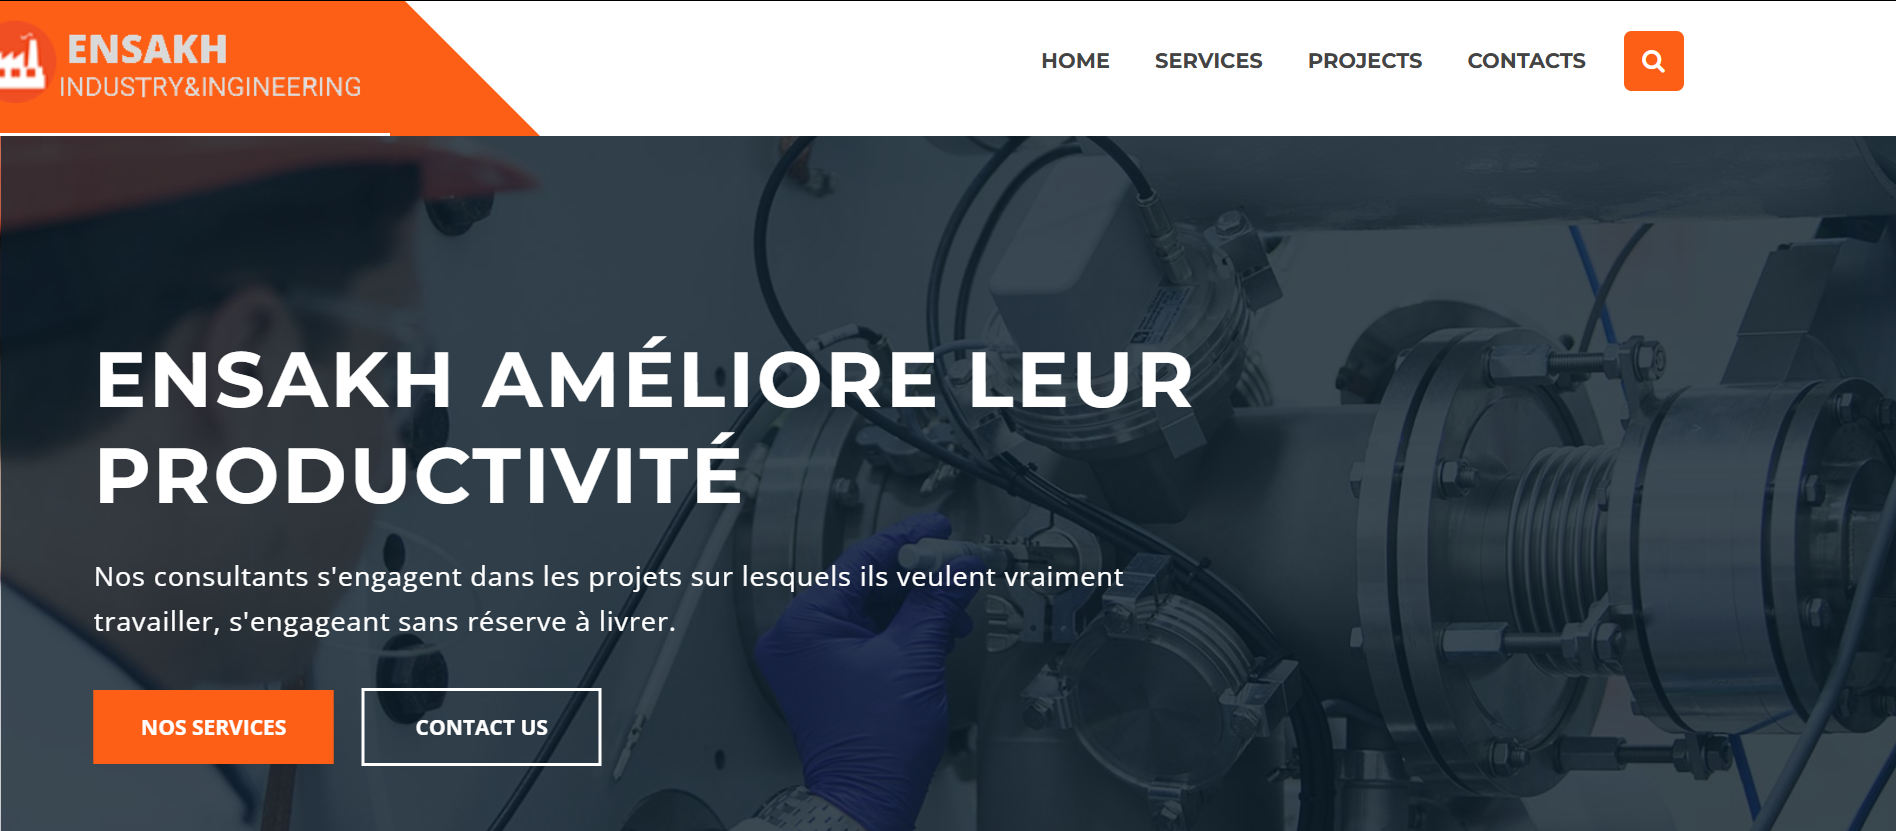 ENSAKH
INDUSTRY&INGINEERING
HOME SERVICES PROJECTS CONTACTS
ENSAKH AMÉLIORE LEUR
PRODUCTIVITÉ
Nos consultants s'engagent dans les projets sur lesquels ils veulent vraiment
travailler, s'engageant sans réserve à livrer.
NOS SERVICES CONTACT US